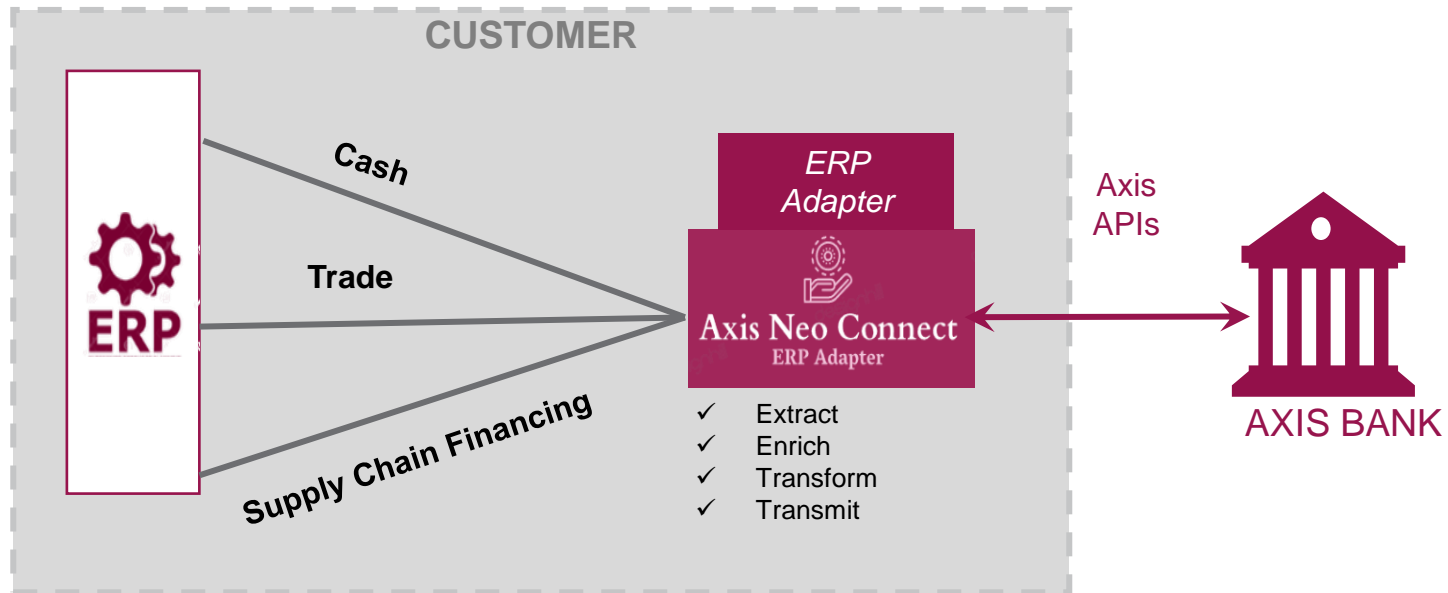 CUSTOMER
Cash
Trade
Supply Chain Financing
ERP
ERP
Adapter
Axis Neo Connect
ERP Adapter
✓ Extract
✓ Enrich
✓ Transform
✓ Transmit
Axis
APIs
AXIS BANK